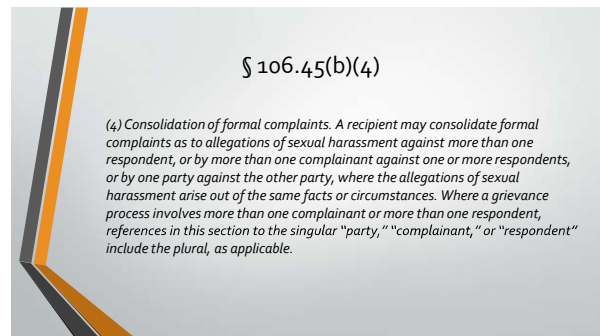 § 106.45(b)(4)
(4) Consolidation of formal complaints. A recipient may consolidate formal
complaints as to allegations of sexual harassment against more than one
respondent, or by more than one complainant against one or more respondents,
or by one party against the other party, where the allegations of sexual
harassment arise out of the same facts or circumstances. Where a grievance
process involves more than one complainant or more than one respondent,
references in this section to the singular “party,” “complainant,” or “respondent”
include the plural, as applicable.